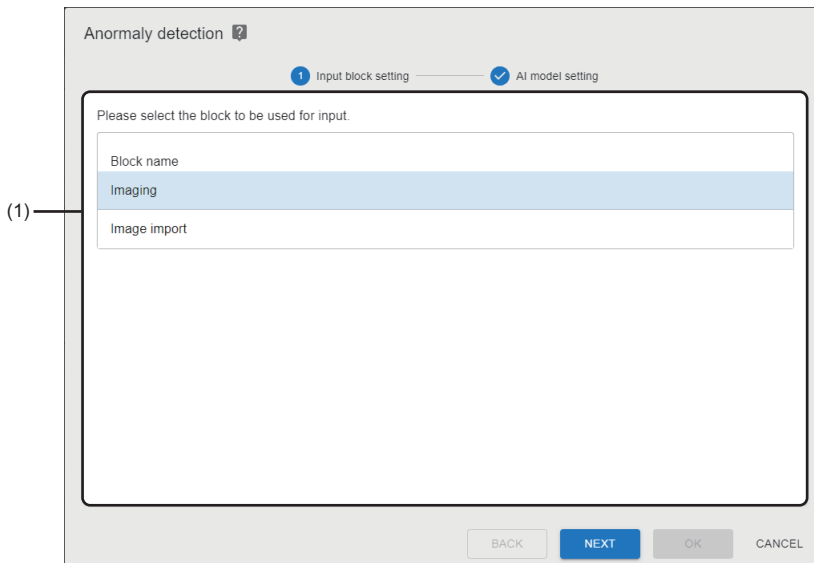 Anormaly detection ?
1 Input block setting AI model setting
Please select the block to be used for input.
Block name
Imaging
(1)
Image import
BACK NEXT OK CANCEL